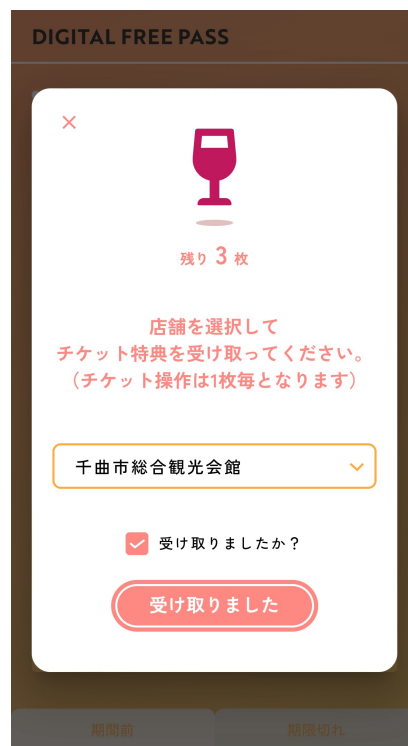 DIGITAL FREE PASS
残り 3 枚
店舗を選択して
チケット特典を受け取ってください。
（チケット操作は1枚毎となります）
千曲市総合観光会館
受け取りましたか？
受け取りました
期間前 期限切れ